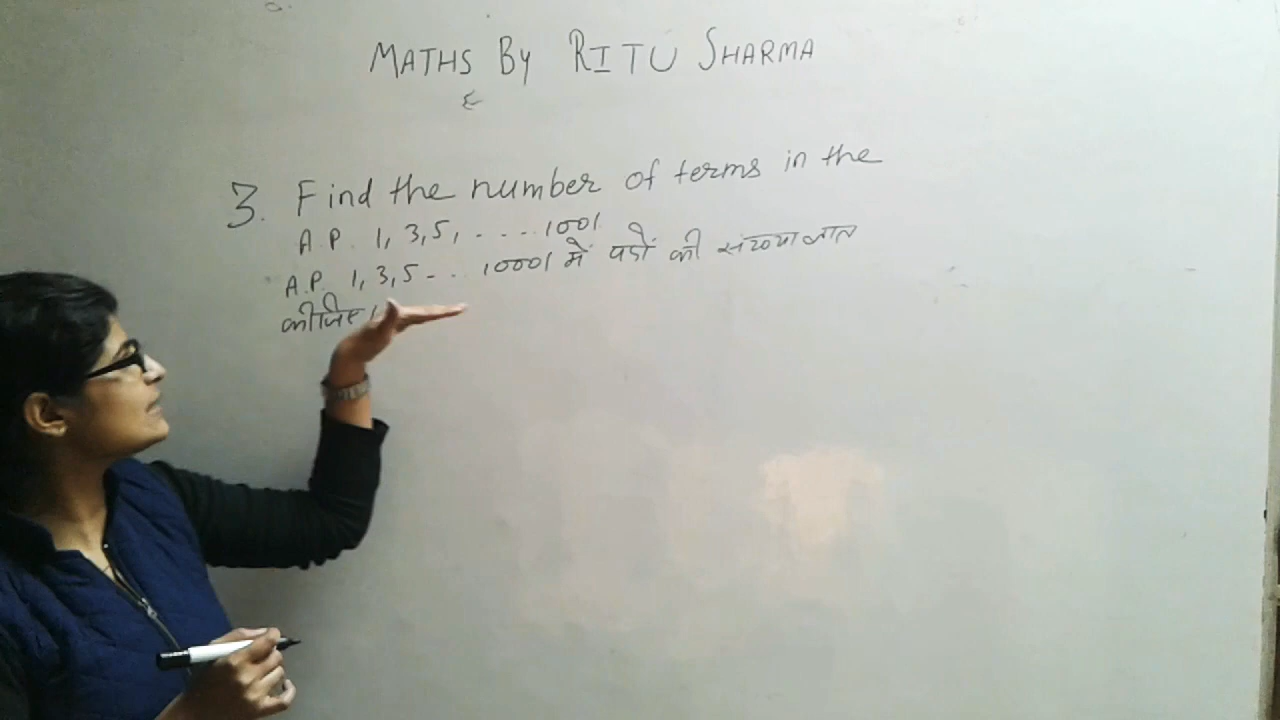 MATHS By RITU SHARMA
3. Find the number of terms in the
A.P. 1, 3, 5, - - - - 1001
A.P. 1, 3, 5 - - - 10001 में पदों की संख्या ज्ञात
कीजिए।